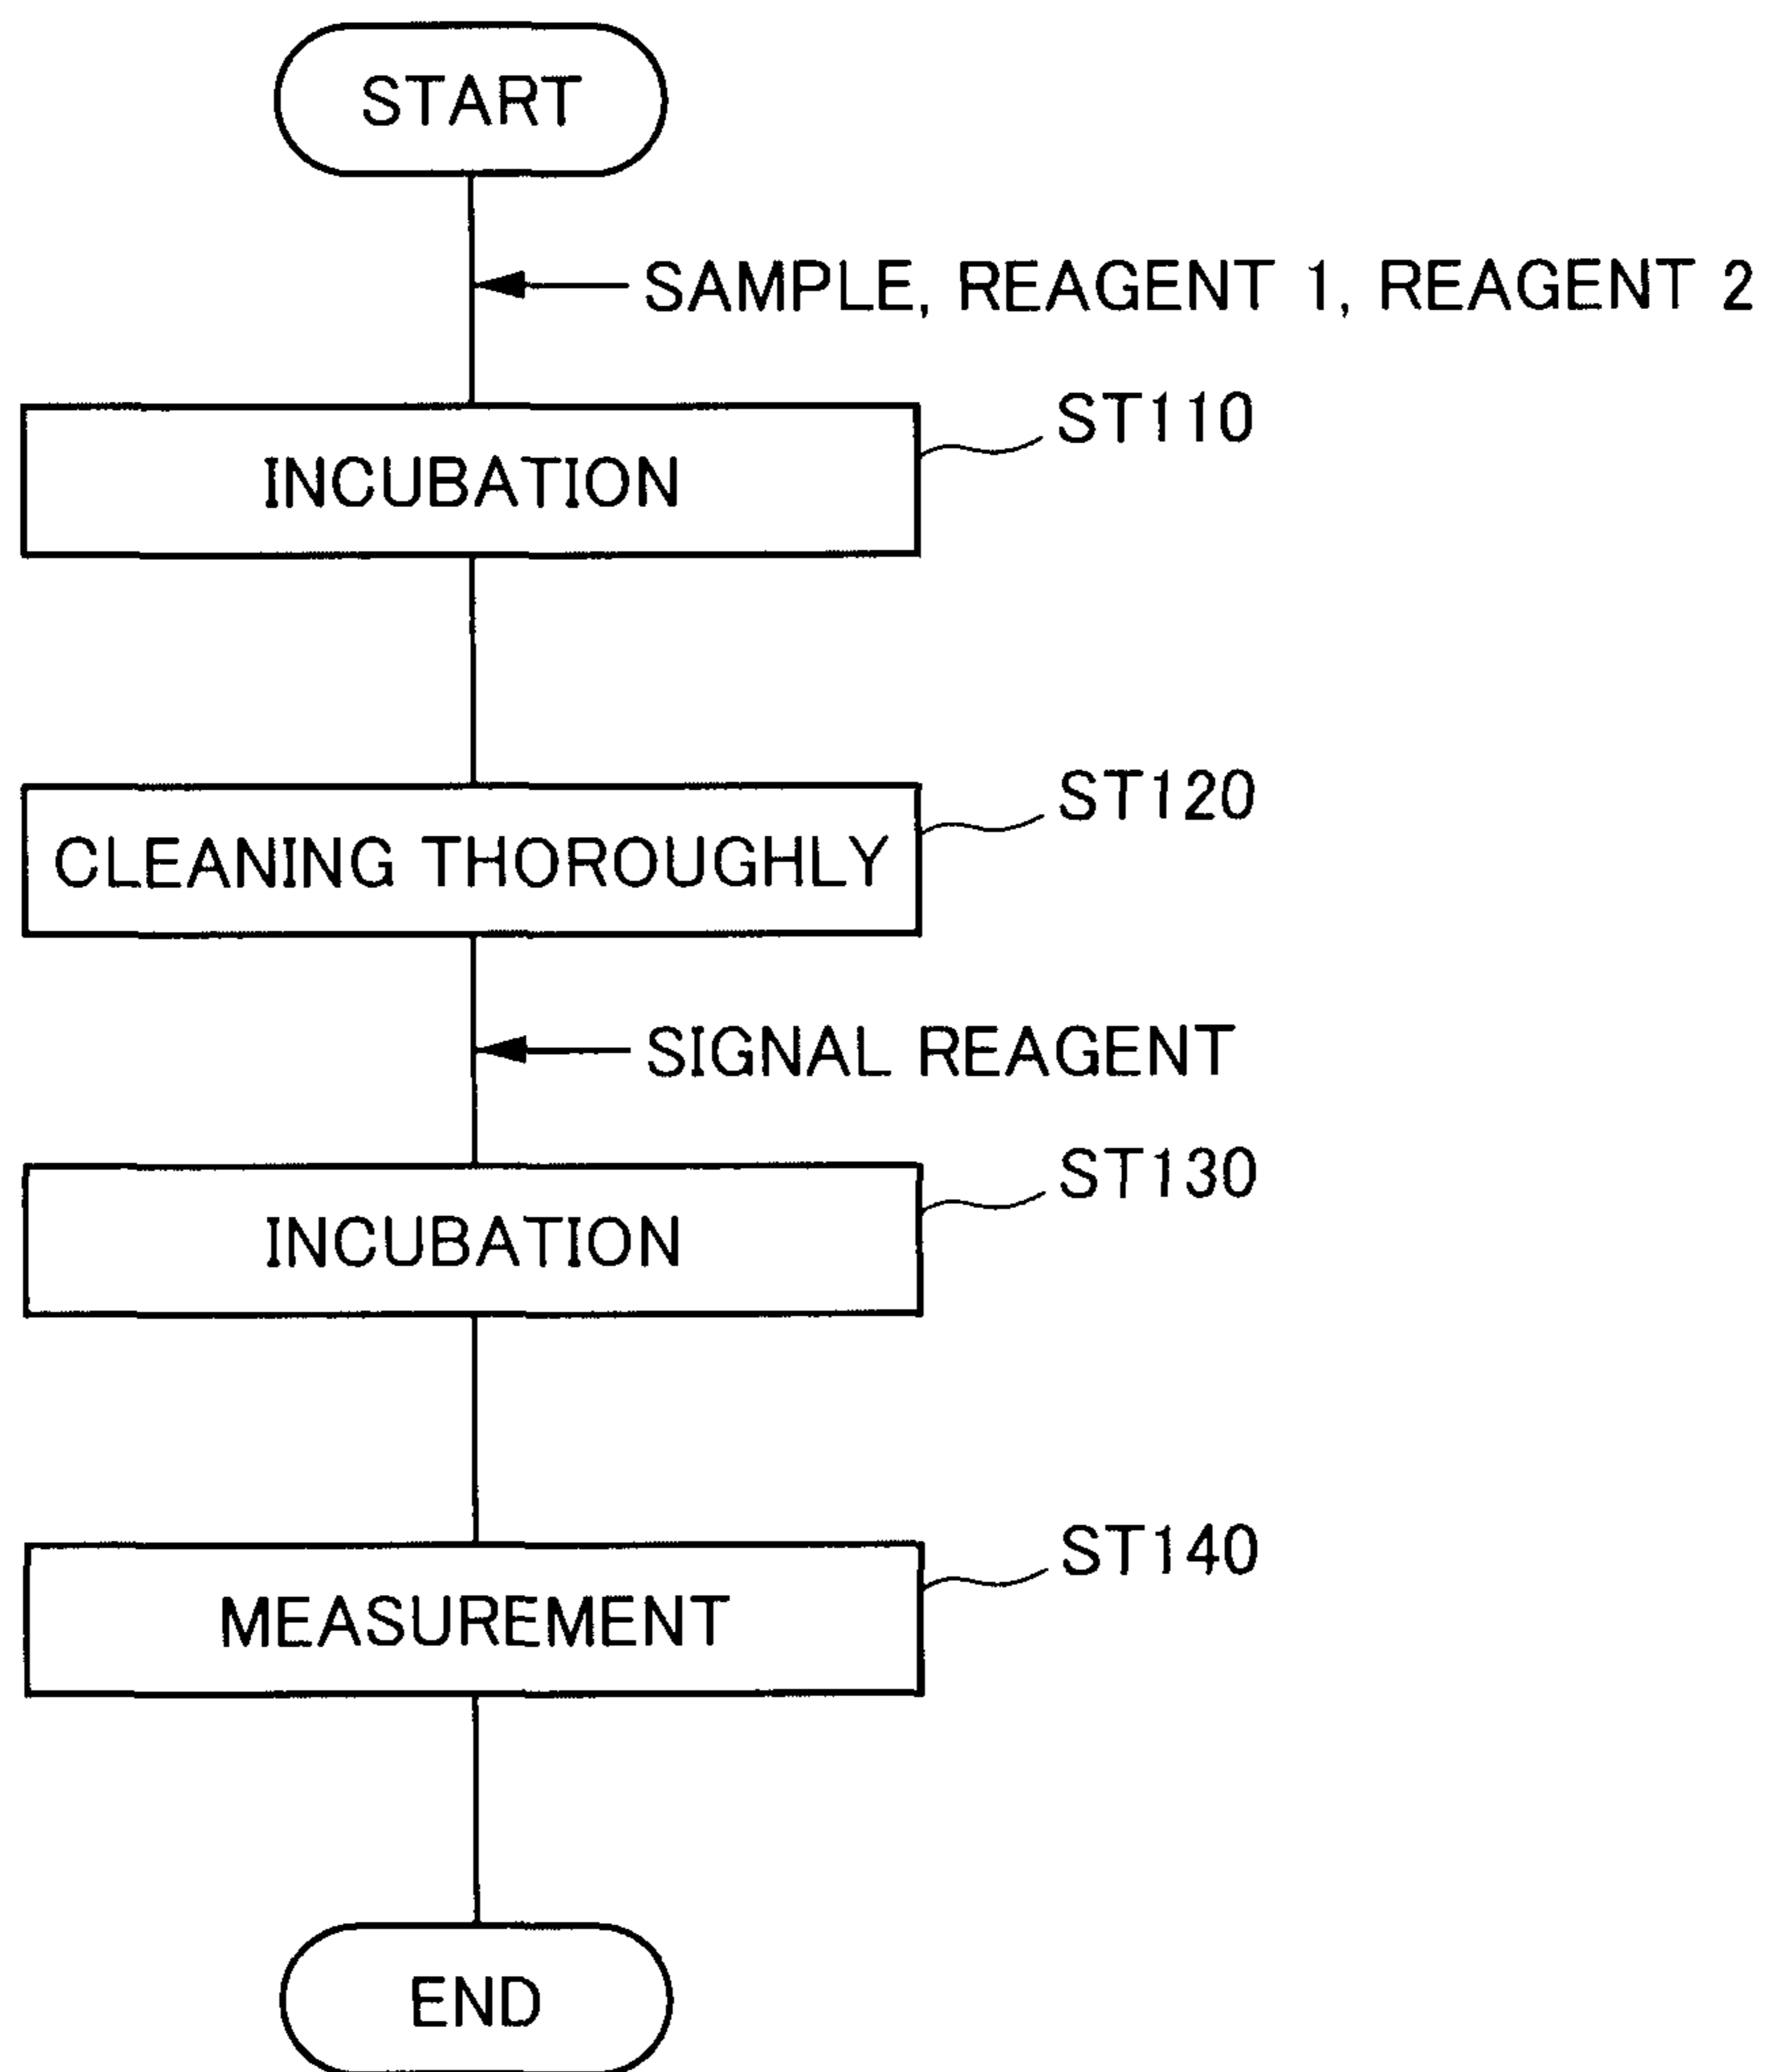 START
SAMPLE, REAGENT 1, REAGENT 2
ST110
INCUBATION
ST120
CLEANING THOROUGHLY
SIGNAL REAGENT
ST130
INCUBATION
ST140
MEASUREMENT
END